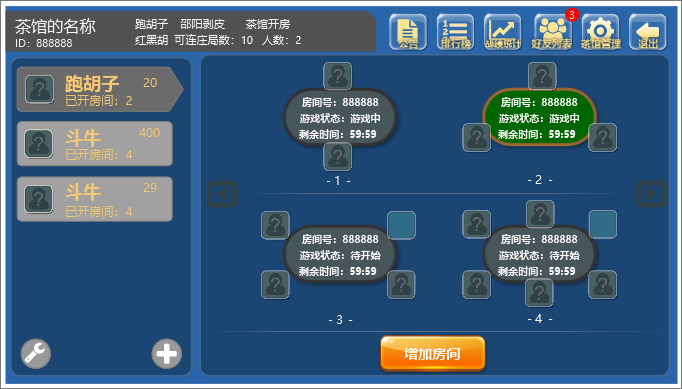 茶馆的名称
ID：888888
跑胡子 邵阳剥皮 茶馆开房
红黑胡 可连庄局数：10 人数：2
公告
排行榜
战绩统计
好友列表
3
茶馆管理
退出
跑胡子 20
已开房间：2
斗牛 400
已开房间：4
斗牛 29
已开房间：4
房间号：888888
游戏状态：游戏中
剩余时间：59:59
- 1 -
房间号：888888
游戏状态：游戏中
剩余时间：59:59
- 2 -
房间号：888888
游戏状态：待开始
剩余时间：59:59
- 3 -
房间号：888888
游戏状态：待开始
剩余时间：59:59
- 4 -
增加房间